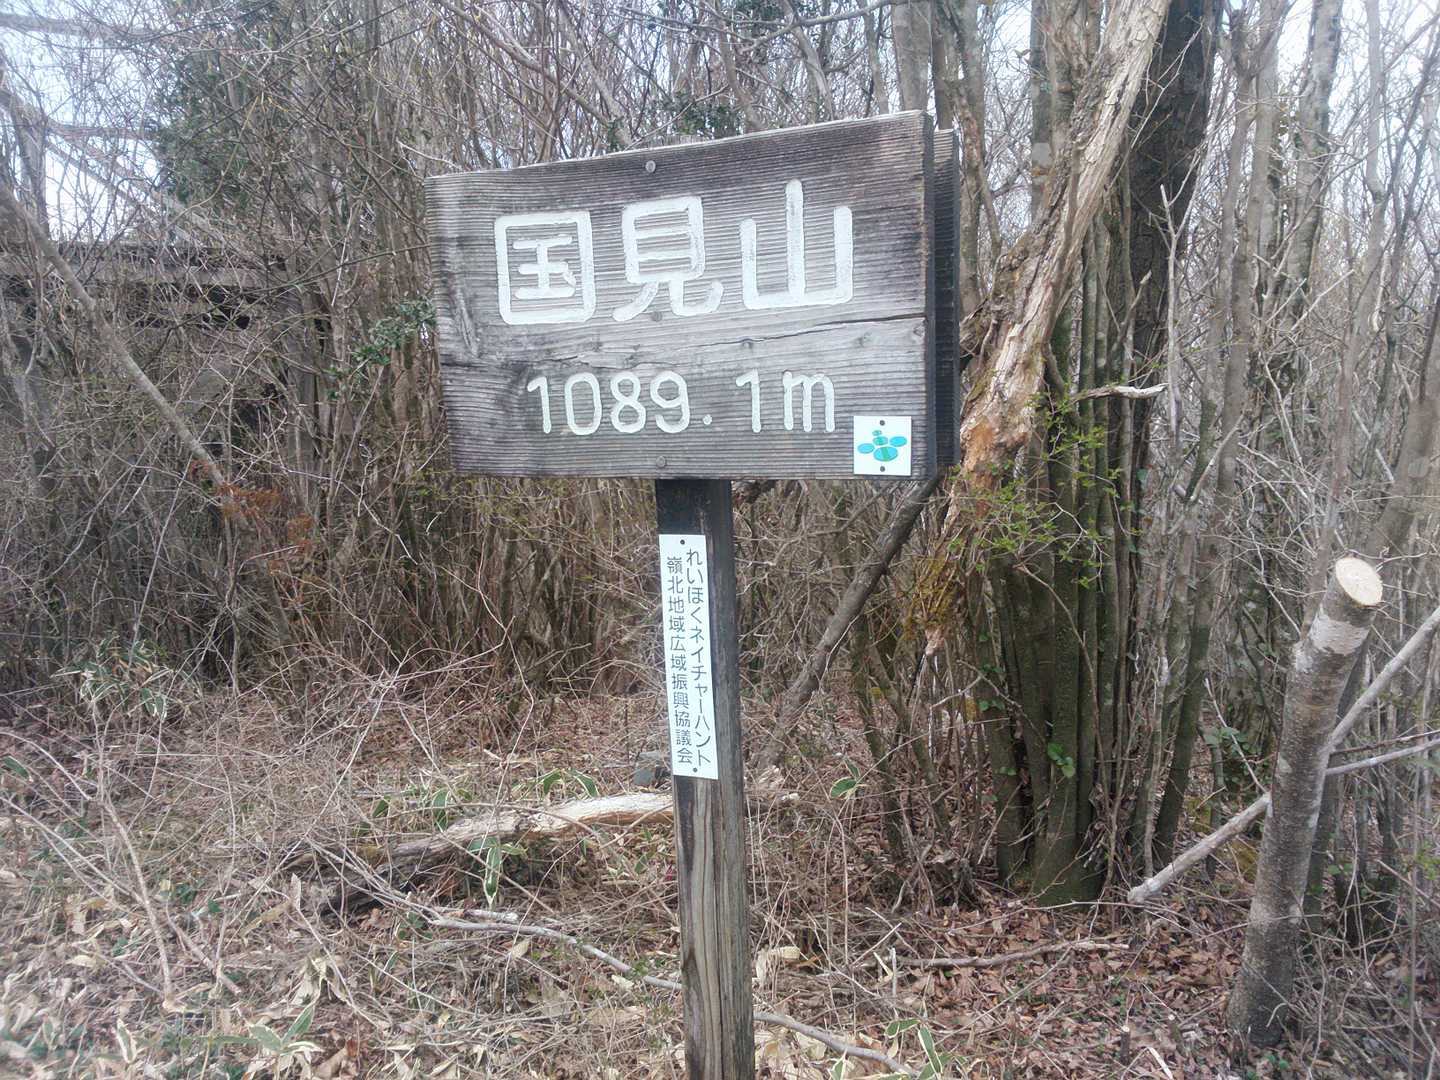 国見山
1089.1m
れいほくネイチャーハント
嶺北地域広域振興協議会